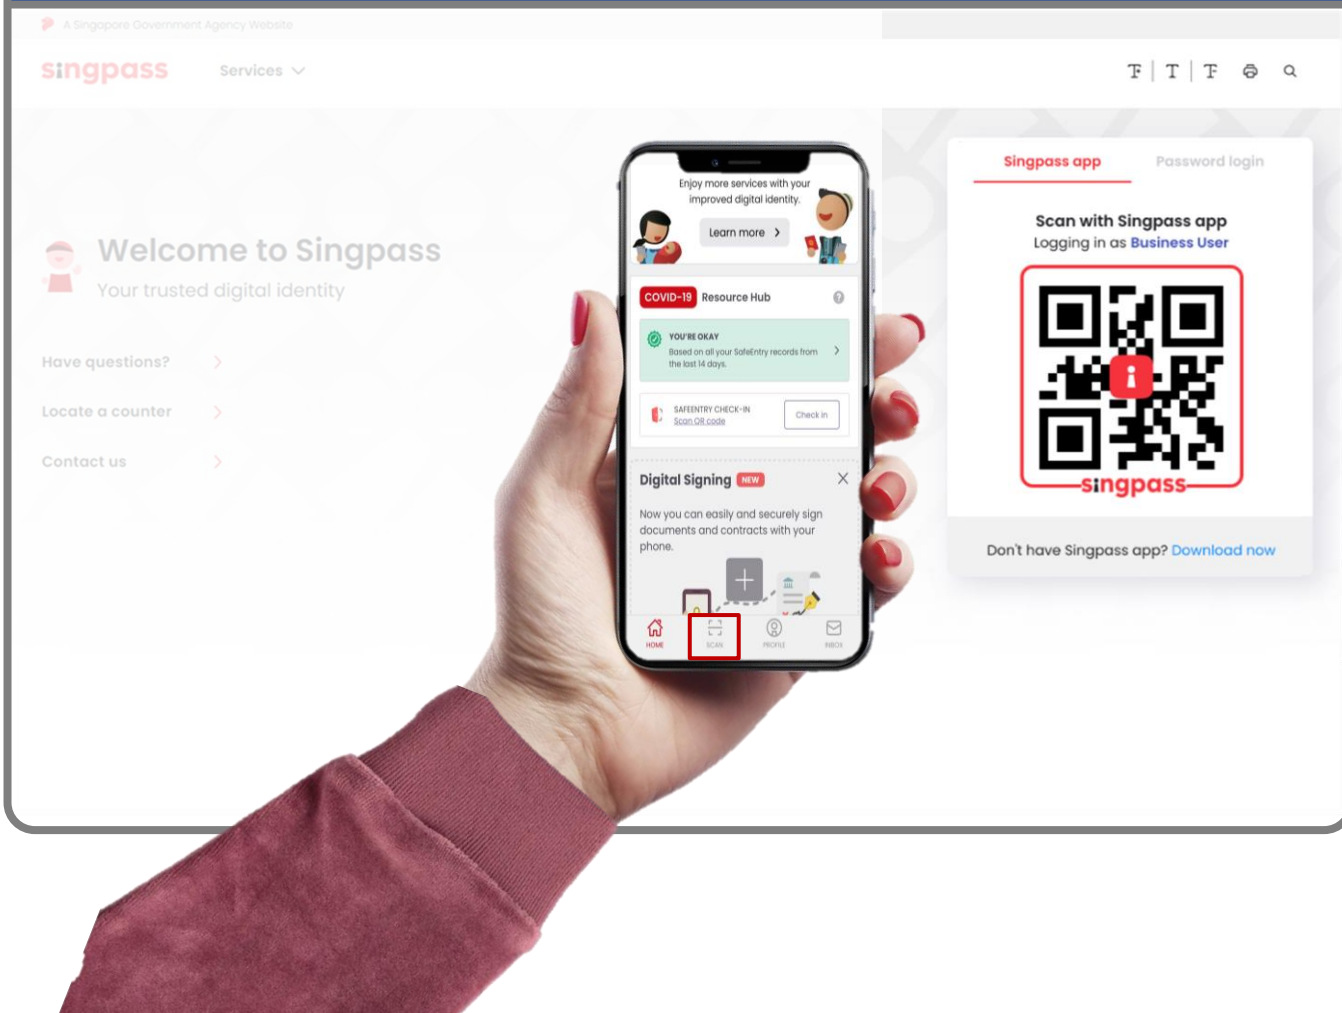 A Singapore Government Agency Website
singpass
Services
T+ | T | T-
Welcome to Singpass
Your trusted digital identity
Have questions?
Locate a counter
Contact us
Enjoy more services with your
improved digital identity.
Learn more
COVID-19 Resource Hub
YOU'RE OKAY
Based on all your SafeEntry records from
the last 14 days.
SAFEENTRY CHECK-IN
Scan QR code
Check in
Digital Signing NEW
Now you can easily and securely sign
documents and contracts with your
phone.
HOME
SCAN
PROFILE
INBOX
Singpass app
Password login
Scan with Singpass app
Logging in as Business User
singpass
Don't have Singpass app? Download now